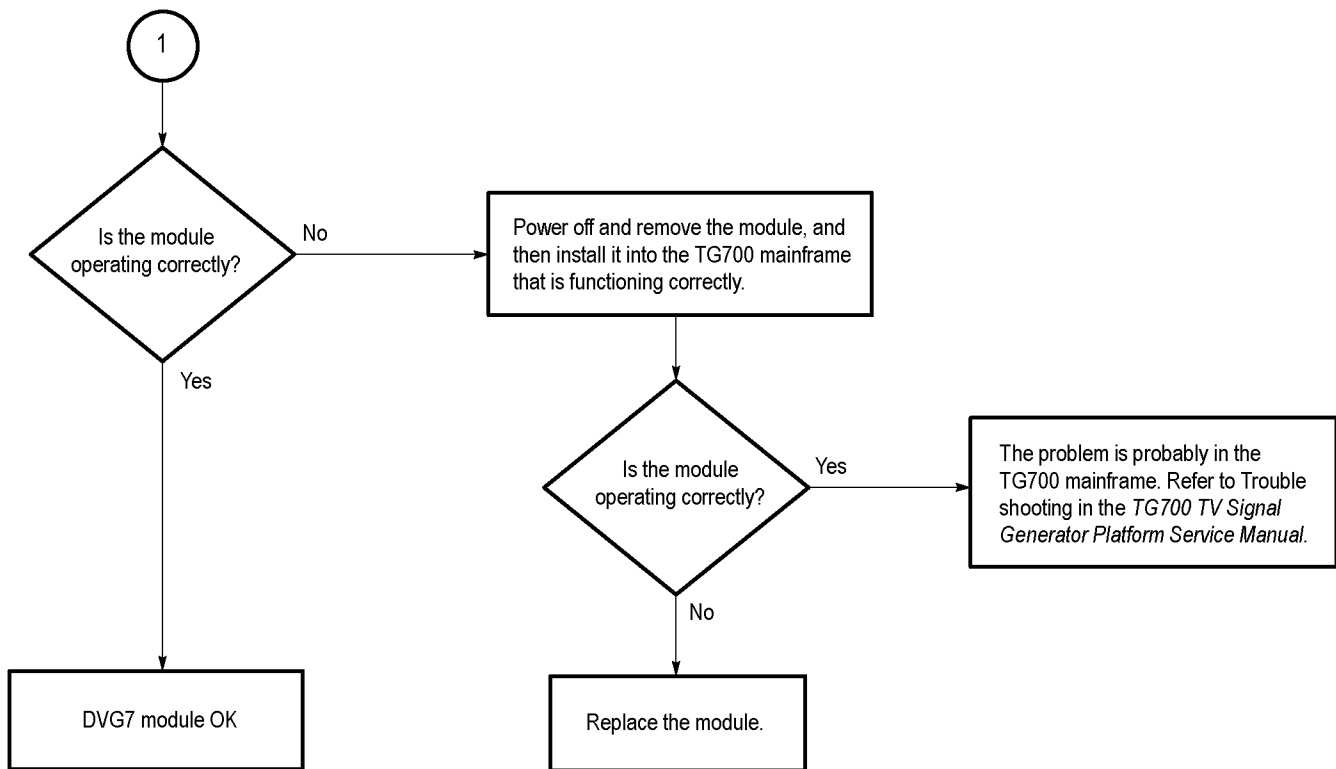 1
Is the module
operating correctly?
No
Power off and remove the module, and
then install it into the TG700 mainframe
that is functioning correctly.
Yes
Is the module
operating correctly?
Yes
The problem is probably in the
TG700 mainframe. Refer to Trouble
shooting in the TG700 TV Signal
Generator Platform Service Manual.
No
DVG7 module OK
Replace the module.